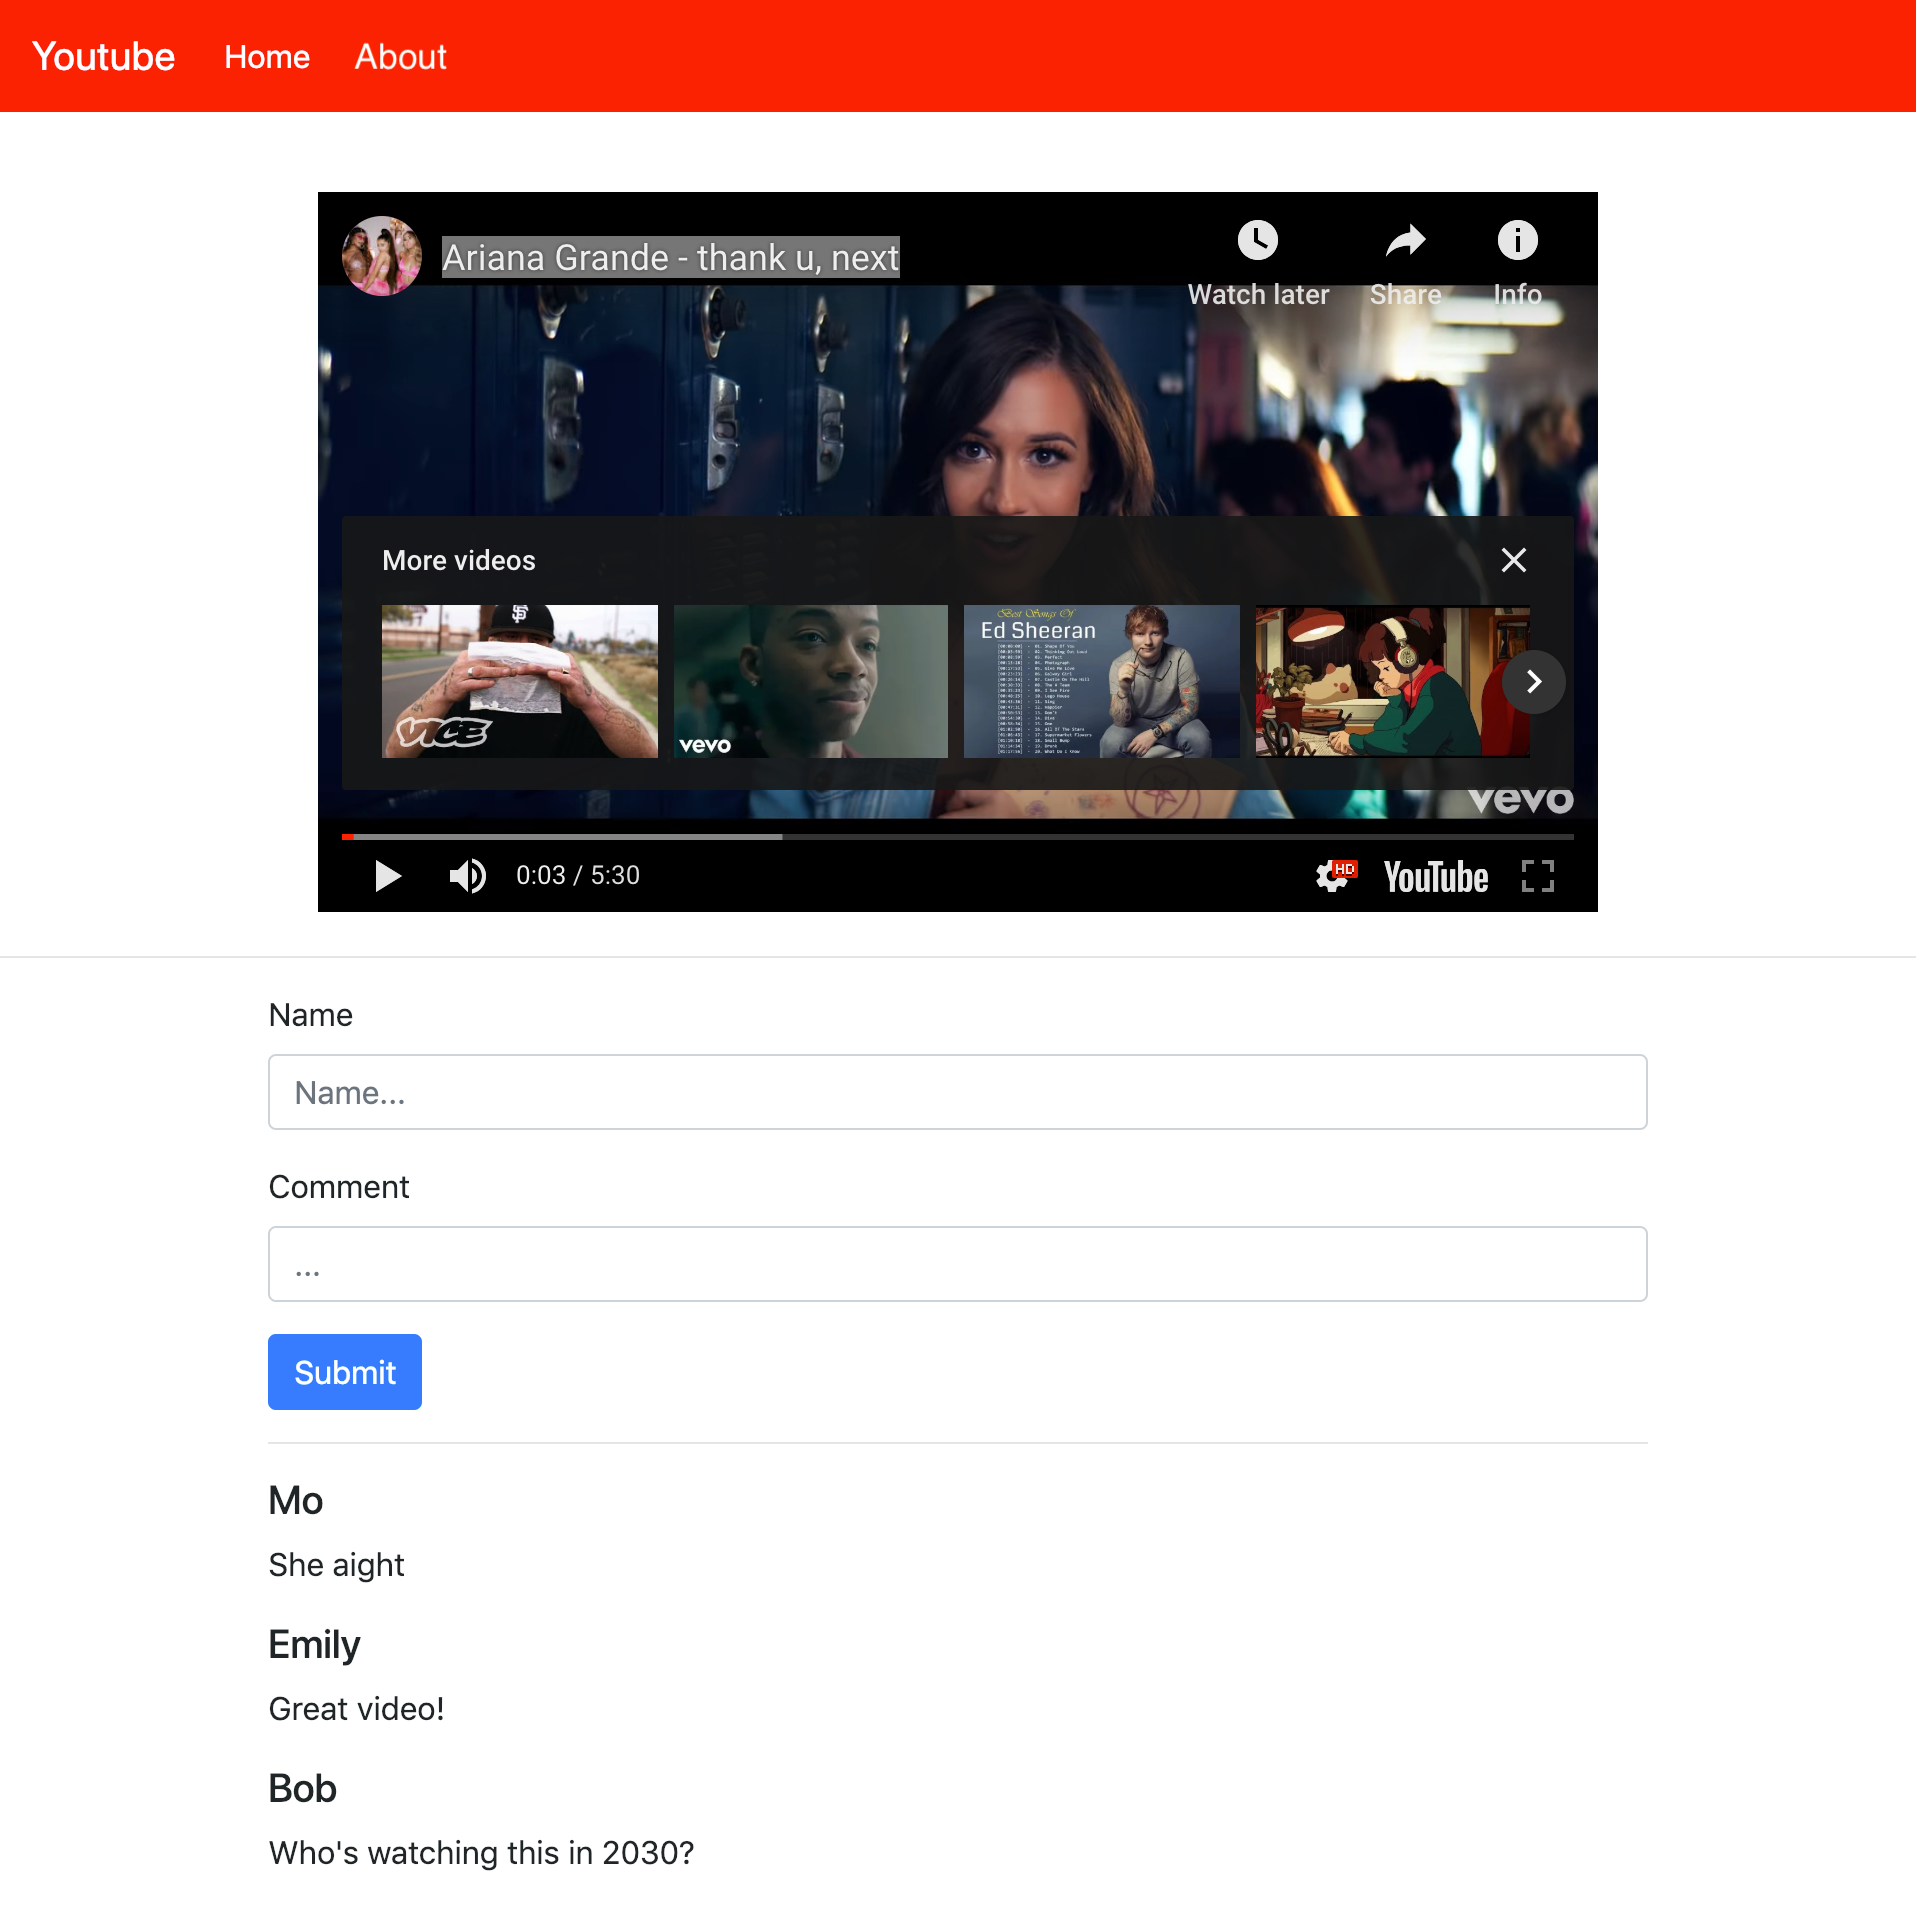 Youtube Home About
Ariana Grande - thank u, next
Watch later Share Info
More videos
SF
VICE
vevo
Best Songs Of
Ed Sheeran
vevo
0:03 / 5:30
HD
YouTube
Name
Name...
Comment
...
Submit
Mo
She aight
Emily
Great video!
Bob
Who's watching this in 2030?